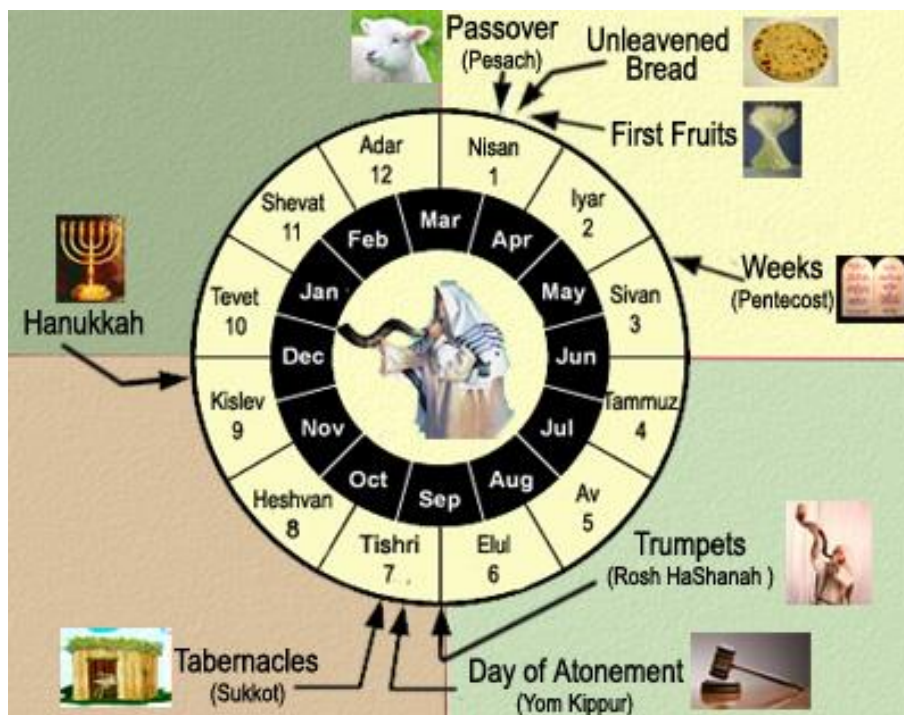 Passover
(Pesach)
Unleavened
Bread
First Fruits
Weeks
(Pentecost)
Hanukkah
Trumpets
(Rosh HaShanah )
Day of Atonement
(Yom Kippur)
Tabernacles
(Sukkot)
Nisan
1
Iyar
2
Sivan
3
Tammuz
4
Av
5
Elul
6
Tishri
7
Heshvan
8
Kislev
9
Tevet
10
Shevat
11
Adar
12
Mar
Apr
May
Jun
Jul
Aug
Sep
Oct
Nov
Dec
Jan
Feb